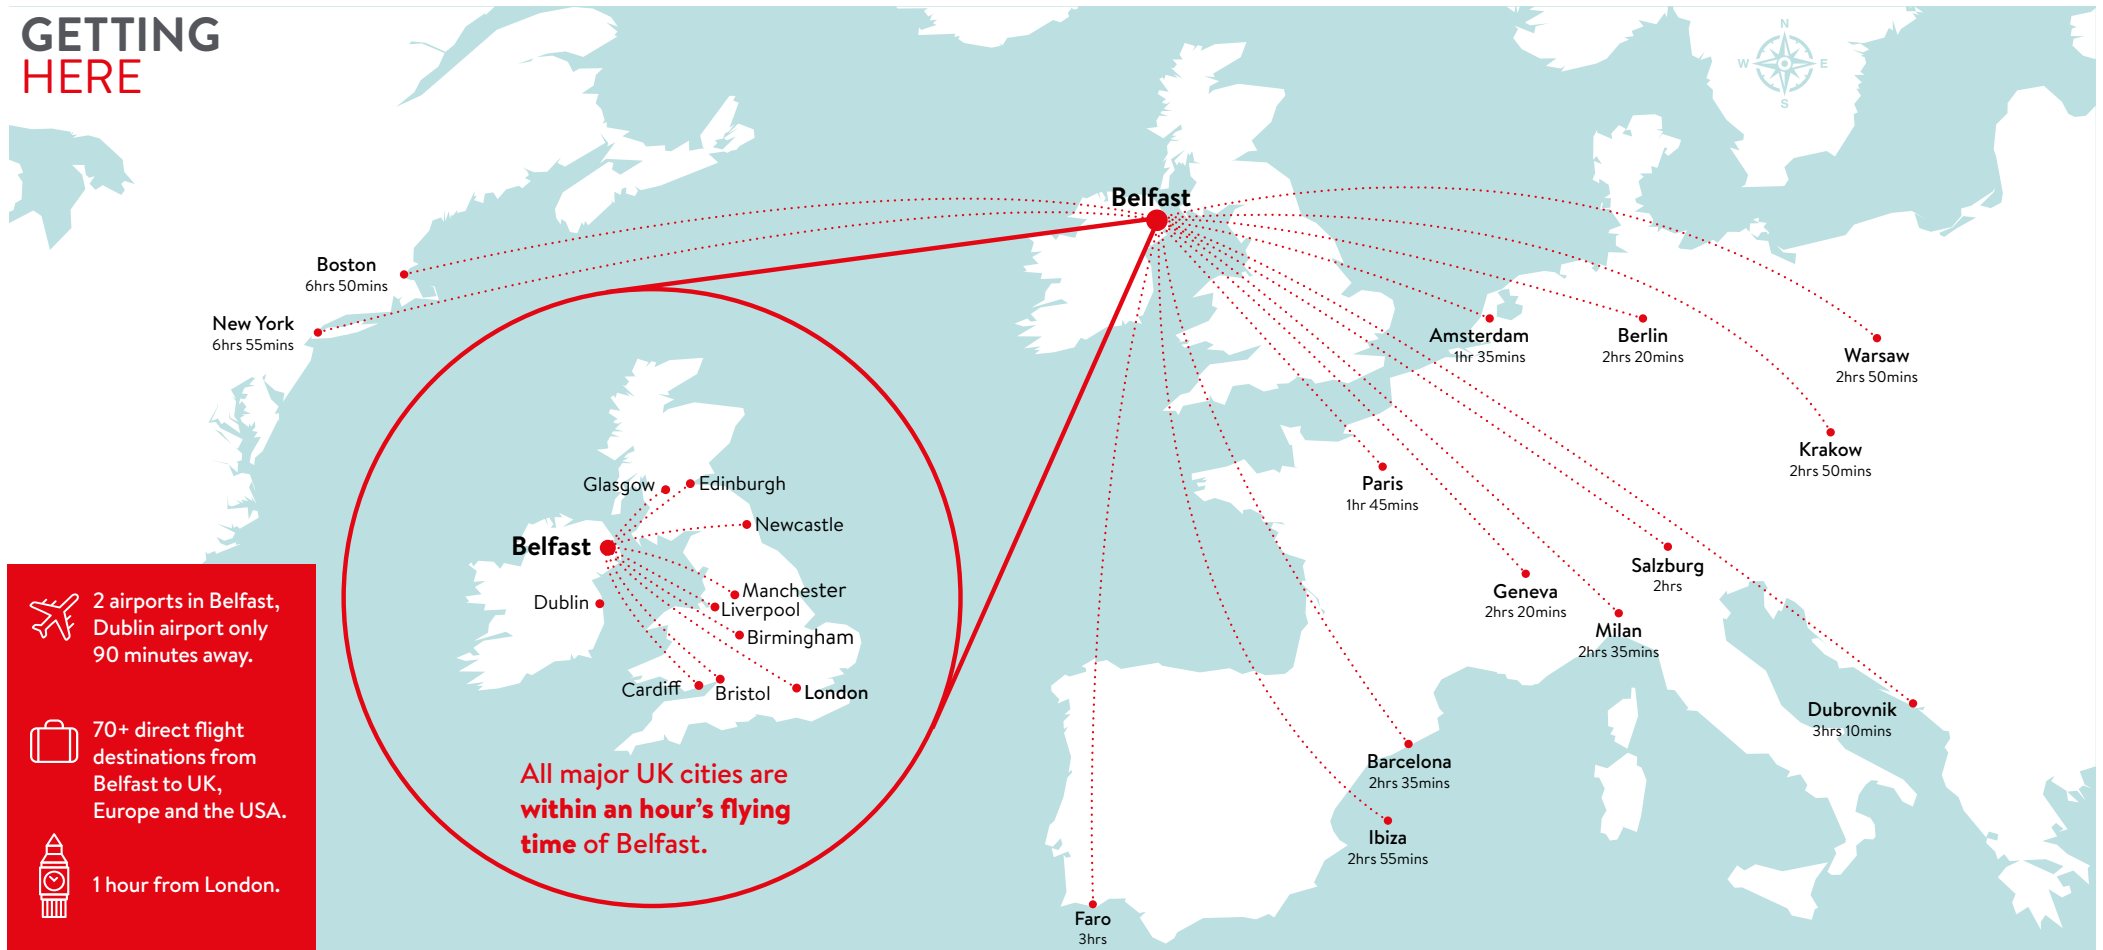 GETTING
HERE
N
W
E
S
Belfast
Boston
6hrs 50mins
New York
6hrs 55mins
Amsterdam
1hr 35mins
Berlin
2hrs 20mins
Warsaw
2hrs 50mins
Krakow
2hrs 50mins
Paris
1hr 45mins
Geneva
2hrs 20mins
Salzburg
2hrs
Milan
2hrs 35mins
Dubrovnik
3hrs 10mins
Barcelona
2hrs 35mins
Ibiza
2hrs 55mins
Faro
3hrs
Glasgow
Edinburgh
Newcastle
Belfast
Dublin
Manchester
Liverpool
Birmingham
Cardiff
Bristol
London
All major UK cities are
within an hour's flying
time of Belfast.
2 airports in Belfast,
Dublin airport only
90 minutes away.
70+ direct flight
destinations from
Belfast to UK,
Europe and the USA.
1 hour from London.